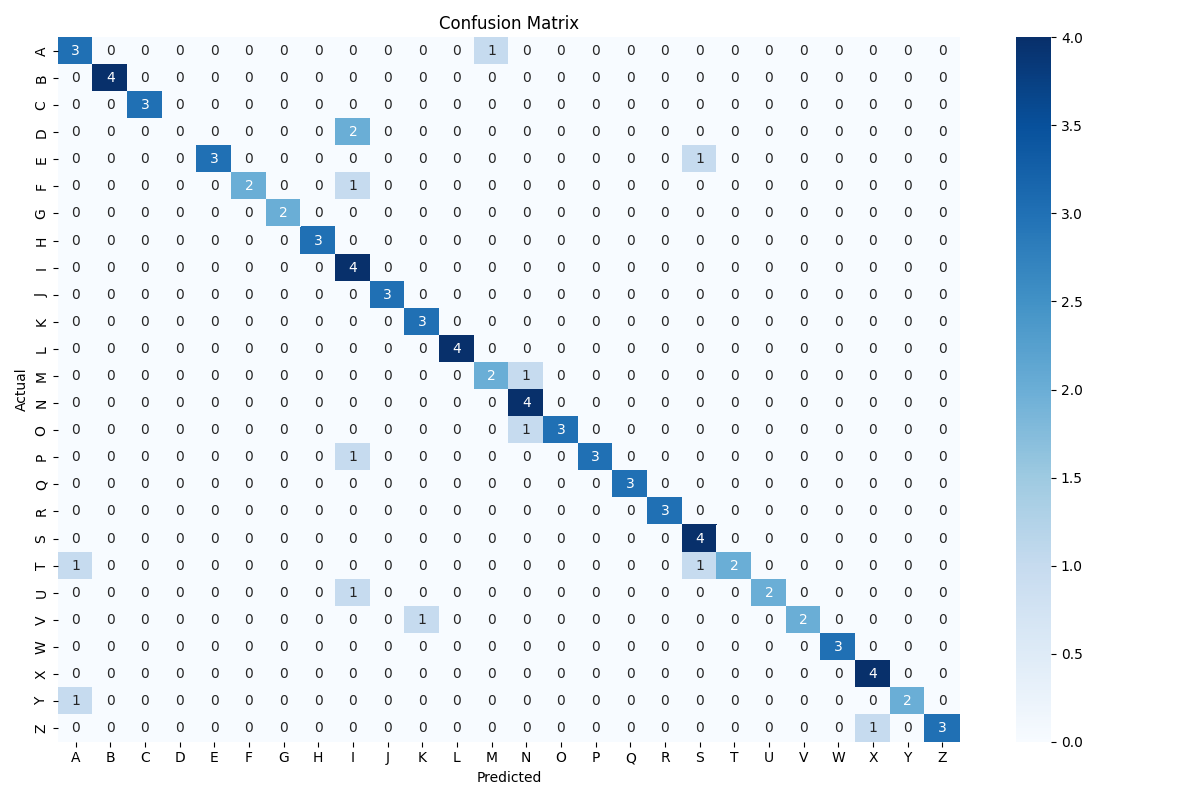 Confusion Matrix
A 3 0 0 0 0 0 0 0 0 0 0 0 1 0 0 0 0 0 0 0 0 0 0 0 0 0
B 0 4 0 0 0 0 0 0 0 0 0 0 0 0 0 0 0 0 0 0 0 0 0 0 0 0
C 0 0 3 0 0 0 0 0 0 0 0 0 0 0 0 0 0 0 0 0 0 0 0 0 0 0
D 0 0 0 0 0 0 0 0 2 0 0 0 0 0 0 0 0 0 0 0 0 0 0 0 0 0
E 0 0 0 0 3 0 0 0 0 0 0 0 0 0 0 0 0 0 1 0 0 0 0 0 0 0
F 0 0 0 0 0 2 0 0 1 0 0 0 0 0 0 0 0 0 0 0 0 0 0 0 0 0
G 0 0 0 0 0 0 2 0 0 0 0 0 0 0 0 0 0 0 0 0 0 0 0 0 0 0
H 0 0 0 0 0 0 0 3 0 0 0 0 0 0 0 0 0 0 0 0 0 0 0 0 0 0
I 0 0 0 0 0 0 0 0 4 0 0 0 0 0 0 0 0 0 0 0 0 0 0 0 0 0
J 0 0 0 0 0 0 0 0 0 3 0 0 0 0 0 0 0 0 0 0 0 0 0 0 0 0
K 0 0 0 0 0 0 0 0 0 0 3 0 0 0 0 0 0 0 0 0 0 0 0 0 0 0
L 0 0 0 0 0 0 0 0 0 0 0 4 0 0 0 0 0 0 0 0 0 0 0 0 0 0
M 0 0 0 0 0 0 0 0 0 0 0 0 2 1 0 0 0 0 0 0 0 0 0 0 0 0
N 0 0 0 0 0 0 0 0 0 0 0 0 0 4 0 0 0 0 0 0 0 0 0 0 0 0
O 0 0 0 0 0 0 0 0 0 0 0 0 0 1 3 0 0 0 0 0 0 0 0 0 0 0
P 0 0 0 0 0 0 0 0 1 0 0 0 0 0 0 3 0 0 0 0 0 0 0 0 0 0
Q 0 0 0 0 0 0 0 0 0 0 0 0 0 0 0 0 3 0 0 0 0 0 0 0 0 0
R 0 0 0 0 0 0 0 0 0 0 0 0 0 0 0 0 0 3 0 0 0 0 0 0 0 0
S 0 0 0 0 0 0 0 0 0 0 0 0 0 0 0 0 0 0 4 0 0 0 0 0 0 0
T 1 0 0 0 0 0 0 0 0 0 0 0 0 0 0 0 0 0 1 2 0 0 0 0 0 0
U 0 0 0 0 0 0 0 0 1 0 0 0 0 0 0 0 0 0 0 0 2 0 0 0 0 0
V 0 0 0 0 0 0 0 0 0 0 1 0 0 0 0 0 0 0 0 0 0 2 0 0 0 0
W 0 0 0 0 0 0 0 0 0 0 0 0 0 0 0 0 0 0 0 0 0 0 3 0 0 0
X 0 0 0 0 0 0 0 0 0 0 0 0 0 0 0 0 0 0 0 0 0 0 0 4 0 0
Y 1 0 0 0 0 0 0 0 0 0 0 0 0 0 0 0 0 0 0 0 0 0 0 0 2 0
Z 0 0 0 0 0 0 0 0 0 0 0 0 0 0 0 0 0 0 0 0 0 0 0 1 0 3
A B C D E F G H I J K L M N O P Q R S T U V W X Y Z
Predicted
Actual
4.0
3.5
3.0
2.5
2.0
1.5
1.0
0.5
0.0